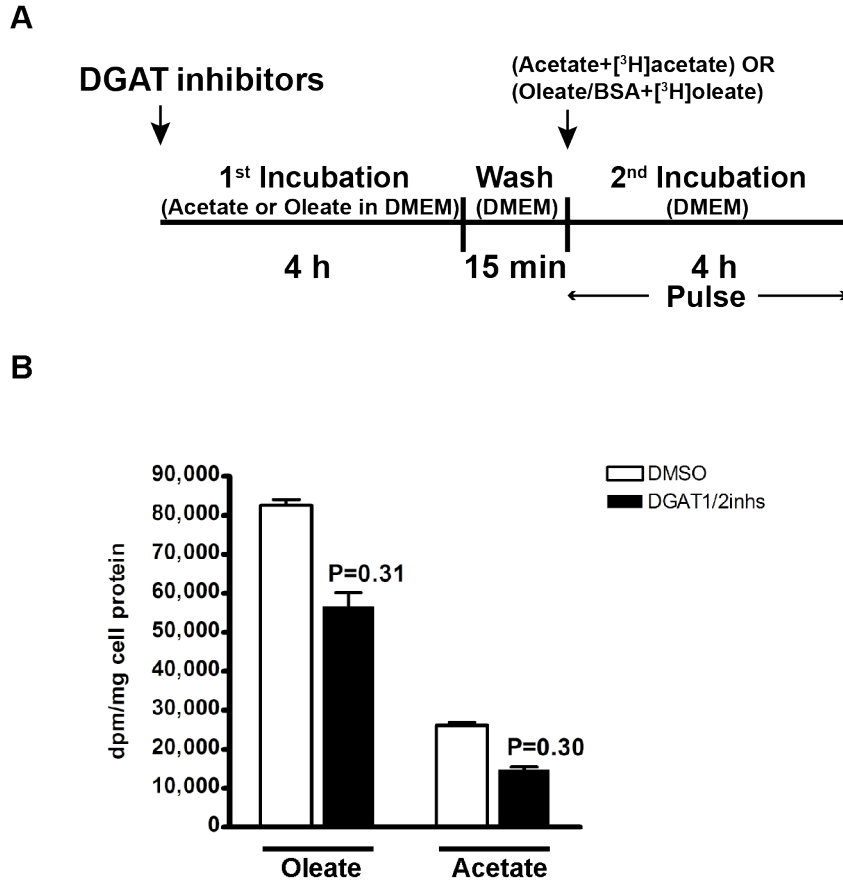 A
DGAT inhibitors
(Acetate+[³H]acetate) OR
(Oleate/BSA+[³H]oleate)
1st Incubation
(Acetate or Oleate in DMEM)
Wash
(DMEM)
2nd Incubation
(DMEM)
4 h
15 min
4 h
Pulse
B
dpm/mg cell protein
90,000
80,000
70,000
60,000
50,000
40,000
30,000
20,000
10,000
0
P=0.31
P=0.30
DMSO
DGAT1/2inhs
Oleate
Acetate